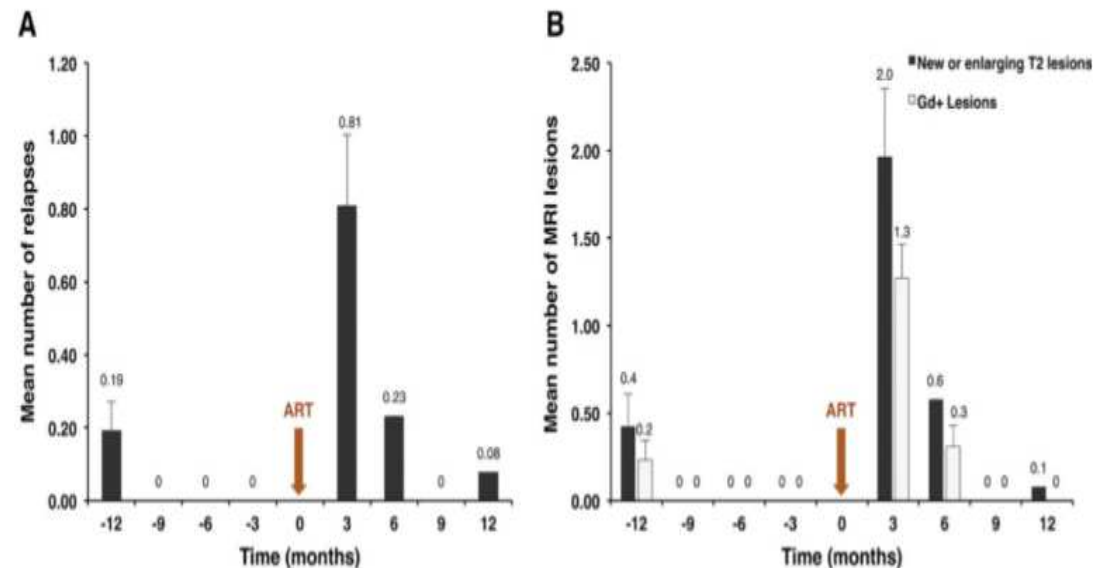 A
Mean number of relapses
1.20
1.00
0.80
0.60
0.40
0.20
0.00
0.19
0
0
0
ART
0.81
0.23
0
0.08
-12 -9 -6 -3 0 3 6 9 12
Time (months)
B
Mean number of MRI lesions
2.50
2.00
1.50
1.00
0.50
0.00
New or enlarging T2 lesions
Gd+ Lesions
0.4
0.2
0 0
0 0
0 0
ART
2.0
1.3
0.6
0.3
0 0
0.1
0
-12 -9 -6 -3 0 3 6 9 12
Time (months)